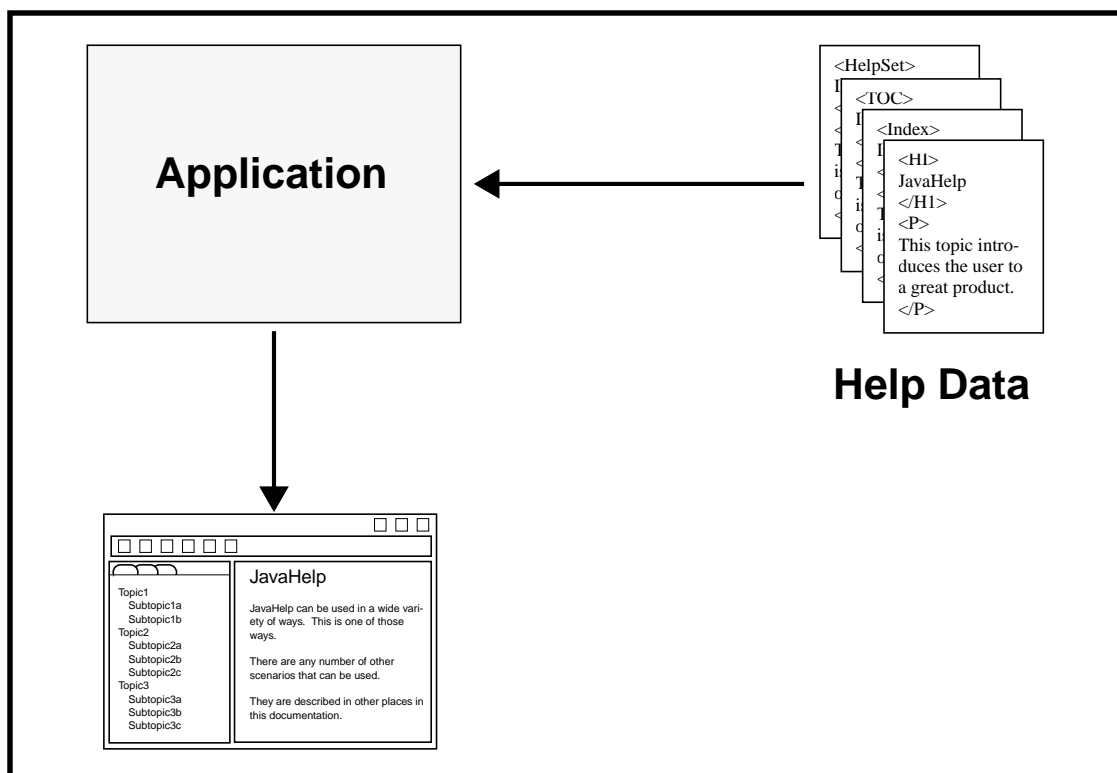 Application
<HelpSet>
<TOC>
<Index>
<HI>
JavaHelp
</H1>
<P>
This topic intro-
duces the user to
a great product.
</P>
Help Data
JavaHelp
Topic1
Subtopic1a
Subtopic1b
Topic2
Subtopic2a
Subtopic2b
Subtopic2c
Topic3
Subtopic3a
Subtopic3b
Subtopic3c
JavaHelp can be used in a wide vari-
ety of ways.  This is one of those
ways.
There are any number of other
scenarios that can be used.
They are described in other places in
this documentation.